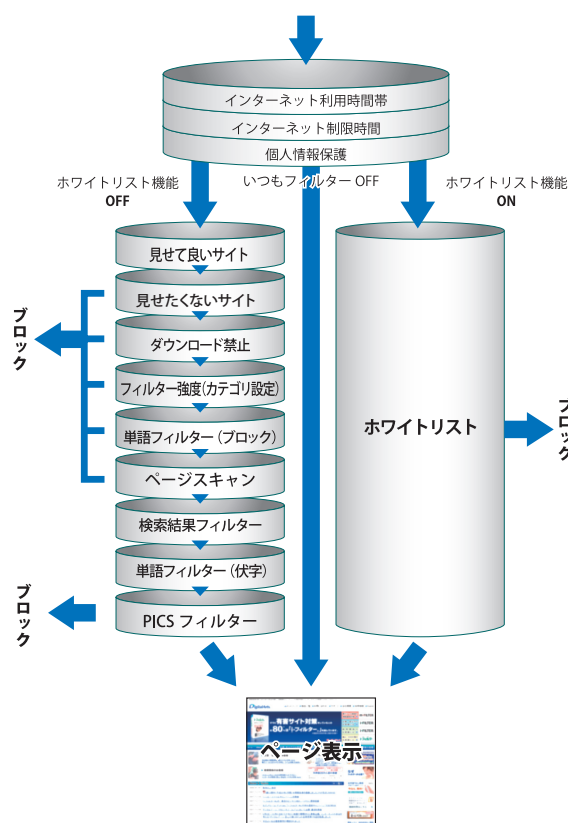 インターネット利用時間帯
インターネット制限時間
個人情報保護
ホワイトリスト機能
OFF
いつもフィルター OFF
ホワイトリスト機能
ON
見せて良いサイト
見せたくないサイト
ダウンロード禁止
フィルター強度(カテゴリ設定)
単語フィルター(ブロック)
ページスキャン
検索結果フィルター
単語フィルター(伏字)
PICS フィルター
ブロック
ブロック
ホワイトリスト
ブロック
有害サイト対策
ページ表示